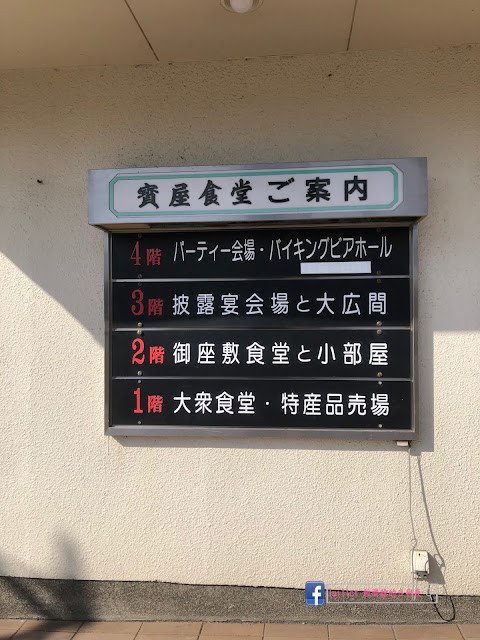 寳屋食堂ご案内
4階 パーティー会場・バイキングビアホール
3階 披露宴会場と大広間
2階 御座敷食堂と小部屋
1階 大衆食堂・特産品売場